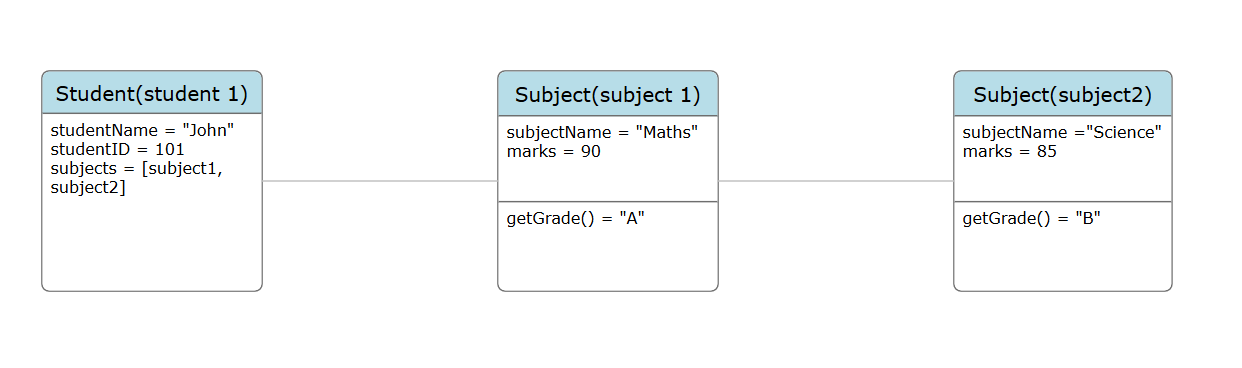 Student(student 1)
studentName = "John"
studentID = 101
subjects = [subject1,
subject2]
Subject(subject 1)
subjectName = "Maths"
marks = 90
getGrade() = "A"
Subject(subject2)
subjectName ="Science"
marks = 85
getGrade() = "B"